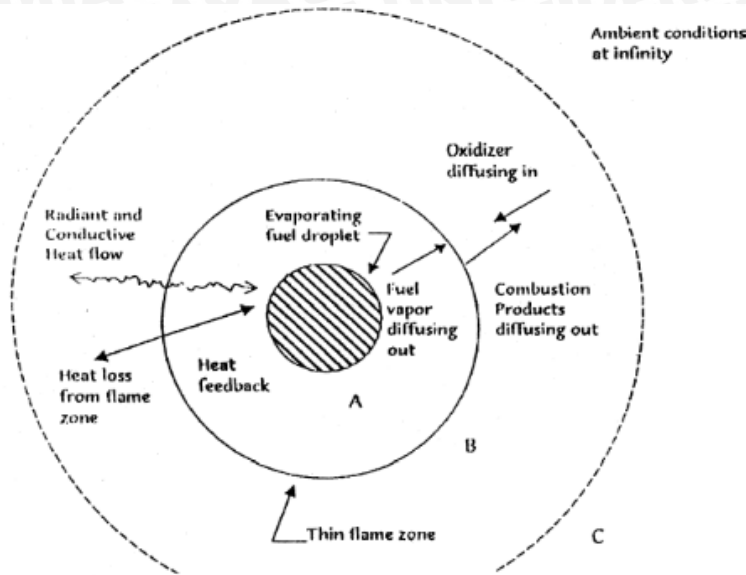 Ambient conditions
at infinity
Oxidizer
diffusing in
Radiant and
Conductive
Heat flow
Evaporating
fuel droplet
Fuel
vapor
diffusing
out
Combustion
Products
diffusing out
Heat loss
from flame
zone
Heat
feedback
A
B
Thin flame zone
C